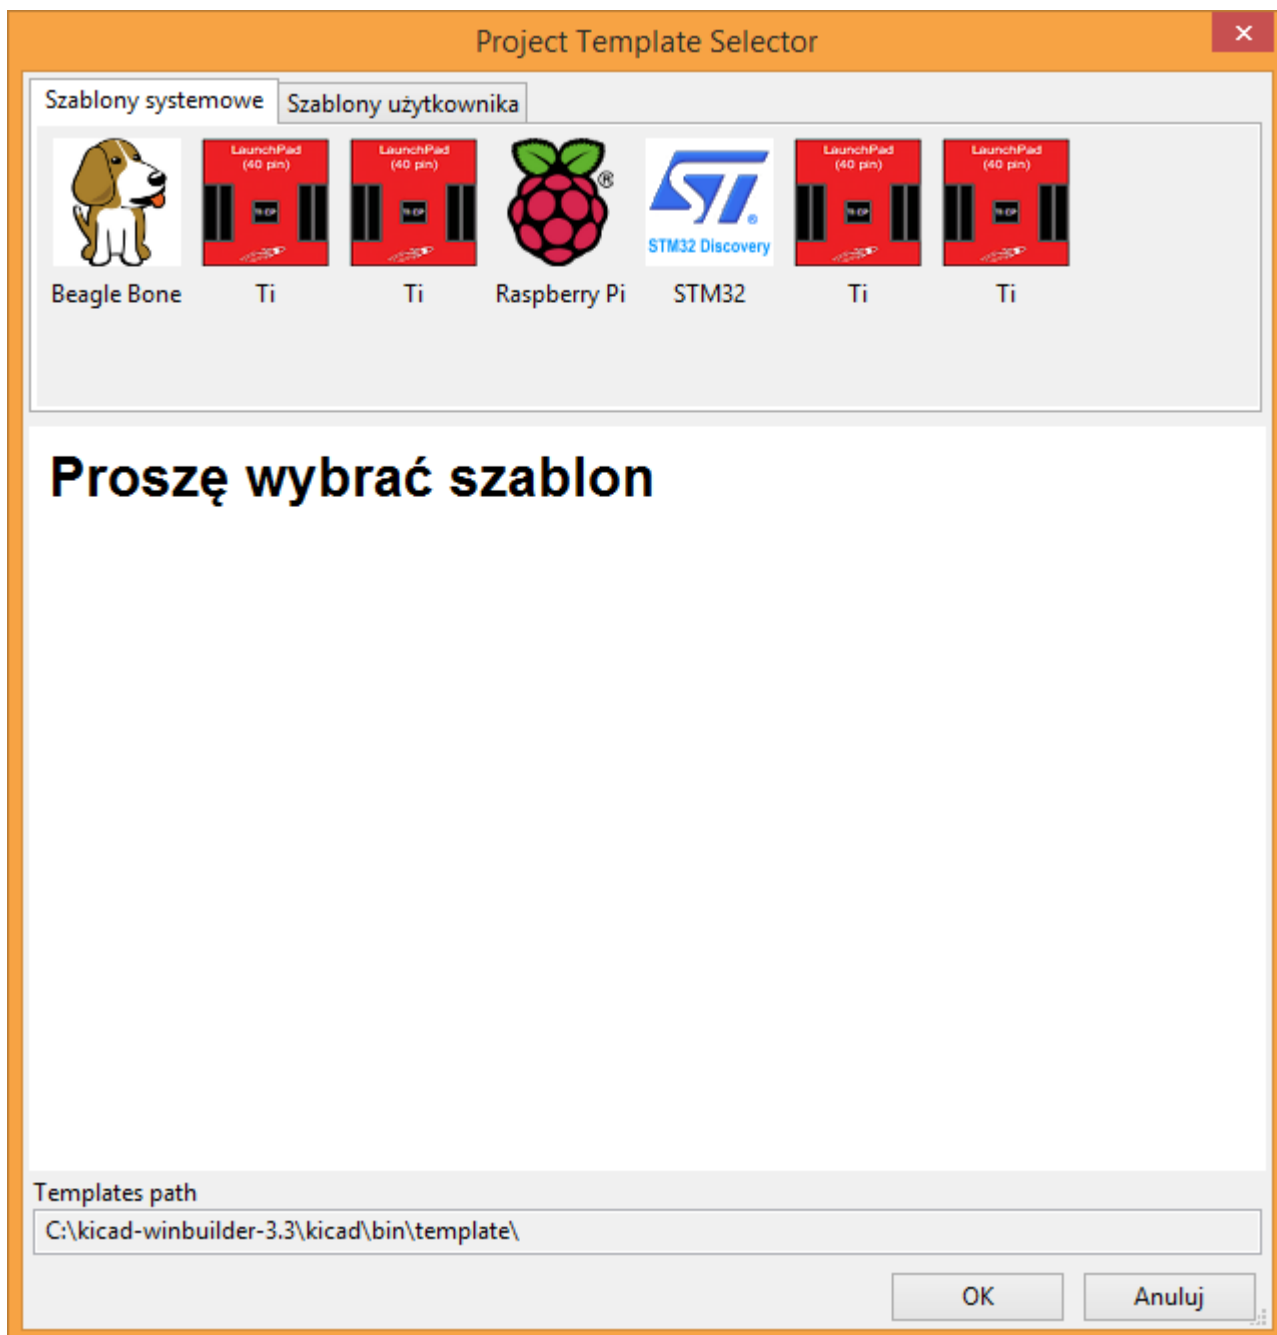 Project Template Selector
Szablony systemowe Szablony użytkownika
LaunchPad LaunchPad LaunchPad LaunchPad
(40 pin) (40 pin) (40 pin) (40 pin)
®
ST
®
STM32 Discovery
Beagle Bone Ti Ti Raspberry Pi STM32 Ti Ti
Proszę wybrać szablon
Templates path
C:\kicad-winbuilder-3.3\kicad\bin\template\
OK Anuluj